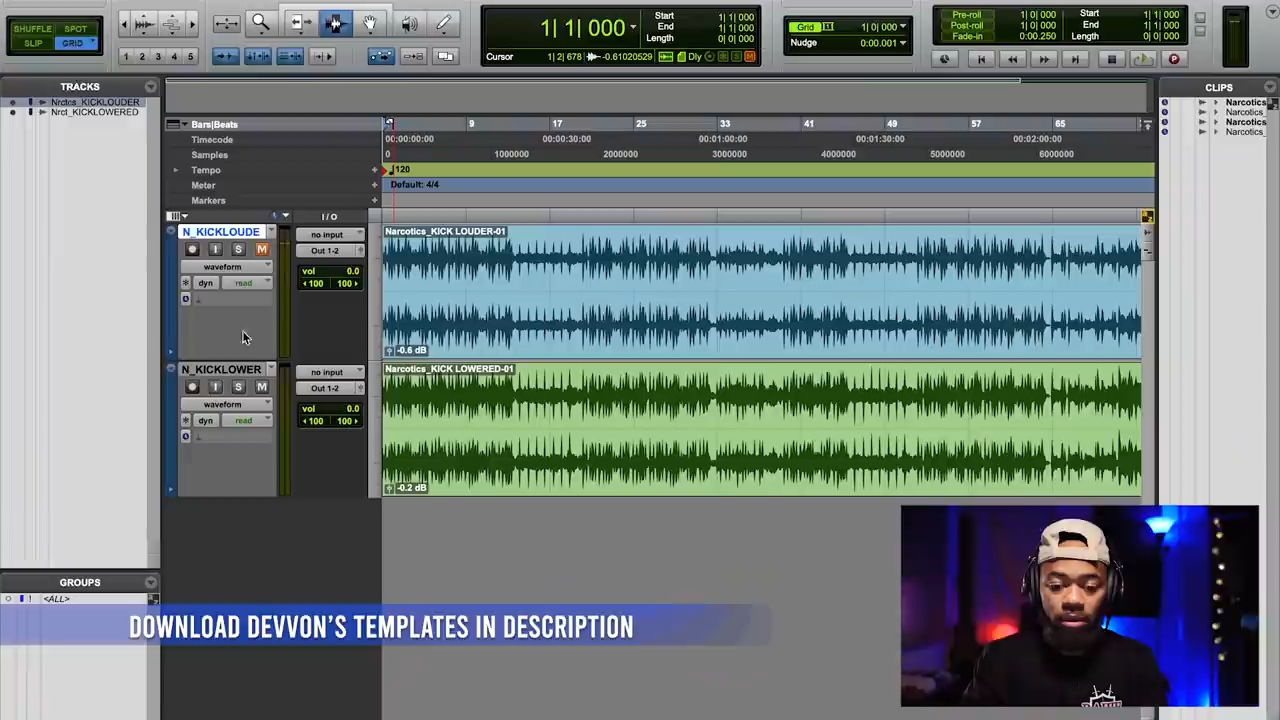 SHUFFLE SPOT
SLIP GRID
1 2 3 4 5
1| 1| 000
Start 1| 1| 000
End 1| 1| 000
Length 0| 0| 000
Cursor 1| 2| 678 -0.61020529 Dly
Grid 1| 0| 000
Nudge 0:00.001
Pre-roll 1| 0| 000
Post-roll 1| 0| 000
Fade-in 0:00.250
Start 1| 1| 000
End 1| 1| 000
Length 0| 0| 000
TRACKS
Nrctcs_KICKLOUDER
Nrct_KICKLOWERED
CLIPS
Narcotics
Narcotics_
Narcotics
Narcotics_
Bars|Beats 9 17 25 33 41 49 57 65
Timecode 00:00:00:00 00:00:30:00 00:01:00:00 00:01:30:00 00:02:00:00
Samples 0 1000000 2000000 3000000 4000000 5000000 6000000
Tempo 120
Meter Default: 4/4
Markers
I / O
N_KICKLOUDE
I S M
waveform
dyn read
no input
Out 1-2
vol 0.0
100 100
Narcotics_KICK LOUDER-01
-0.6 dB
N_KICKLOWER
I S M
waveform
dyn read
no input
Out 1-2
vol 0.0
100 100
Narcotics_KICK LOWERED-01
-0.2 dB
GROUPS
! <ALL>
DOWNLOAD DEVVON'S TEMPLATES IN DESCRIPTION